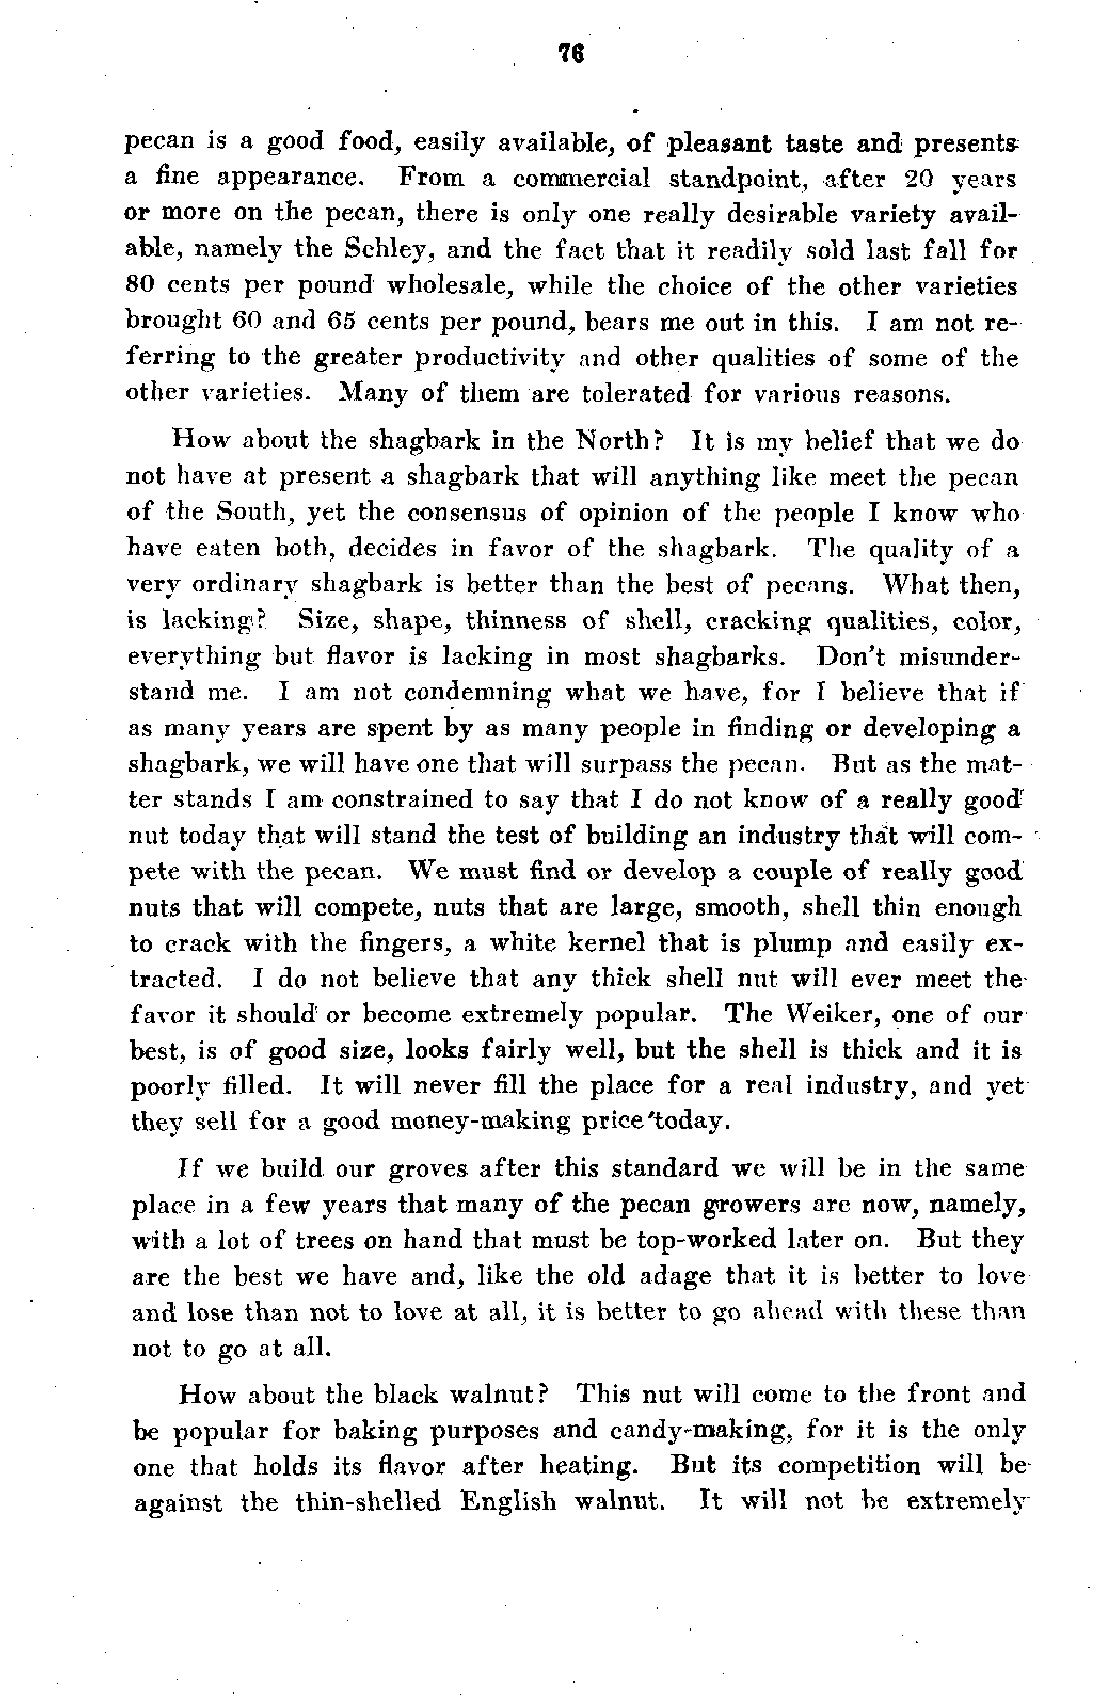 76
pecan is a good food, easily available, of pleasant taste and presents
a fine appearance. From a commercial standpoint, after 20 years
or more on the pecan, there is only one really desirable variety avail-
able, namely the Schley, and the fact that it readily sold last fall for
80 cents per pound wholesale, while the choice of the other varieties
brought 60 and 65 cents per pound, bears me out in this. I am not re-
ferring to the greater productivity and other qualities of some of the
other varieties. Many of them are tolerated for various reasons.
How about the shagbark in the North? It is my belief that we do
not have at present a shagbark that will anything like meet the pecan
of the South, yet the consensus of opinion of the people I know who
have eaten both, decides in favor of the shagbark. The quality of a
very ordinary shagbark is better than the best of pecans. What then,
is lacking? Size, shape, thinness of shell, cracking qualities, color,
everything but flavor is lacking in most shagbarks. Don't misunder-
stand me. I am not condemning what we have, for I believe that if
as many years are spent by as many people in finding or developing a
shagbark, we will have one that will surpass the pecan. But as the mat-
ter stands I am constrained to say that I do not know of a really good
nut today that will stand the test of building an industry that will com-
pete with the pecan. We must find or develop a couple of really good
nuts that will compete, nuts that are large, smooth, shell thin enough
to crack with the fingers, a white kernel that is plump and easily ex-
tracted. I do not believe that any thick shell nut will ever meet the
favor it should or become extremely popular. The Weiker, one of our
best, is of good size, looks fairly well, but the shell is thick and it is
poorly filled. It will never fill the place for a real industry, and yet
they sell for a good money-making price today.
If we build our groves after this standard we will be in the same
place in a few years that many of the pecan growers are now, namely,
with a lot of trees on hand that must be top-worked later on. But they
are the best we have and, like the old adage that it is better to love
and lose than not to love at all, it is better to go ahead with these than
not to go at all.
How about the black walnut? This nut will come to the front and
be popular for baking purposes and candy-making, for it is the only
one that holds its flavor after heating. But its competition will be
against the thin-shelled English walnut. It will not be extremely